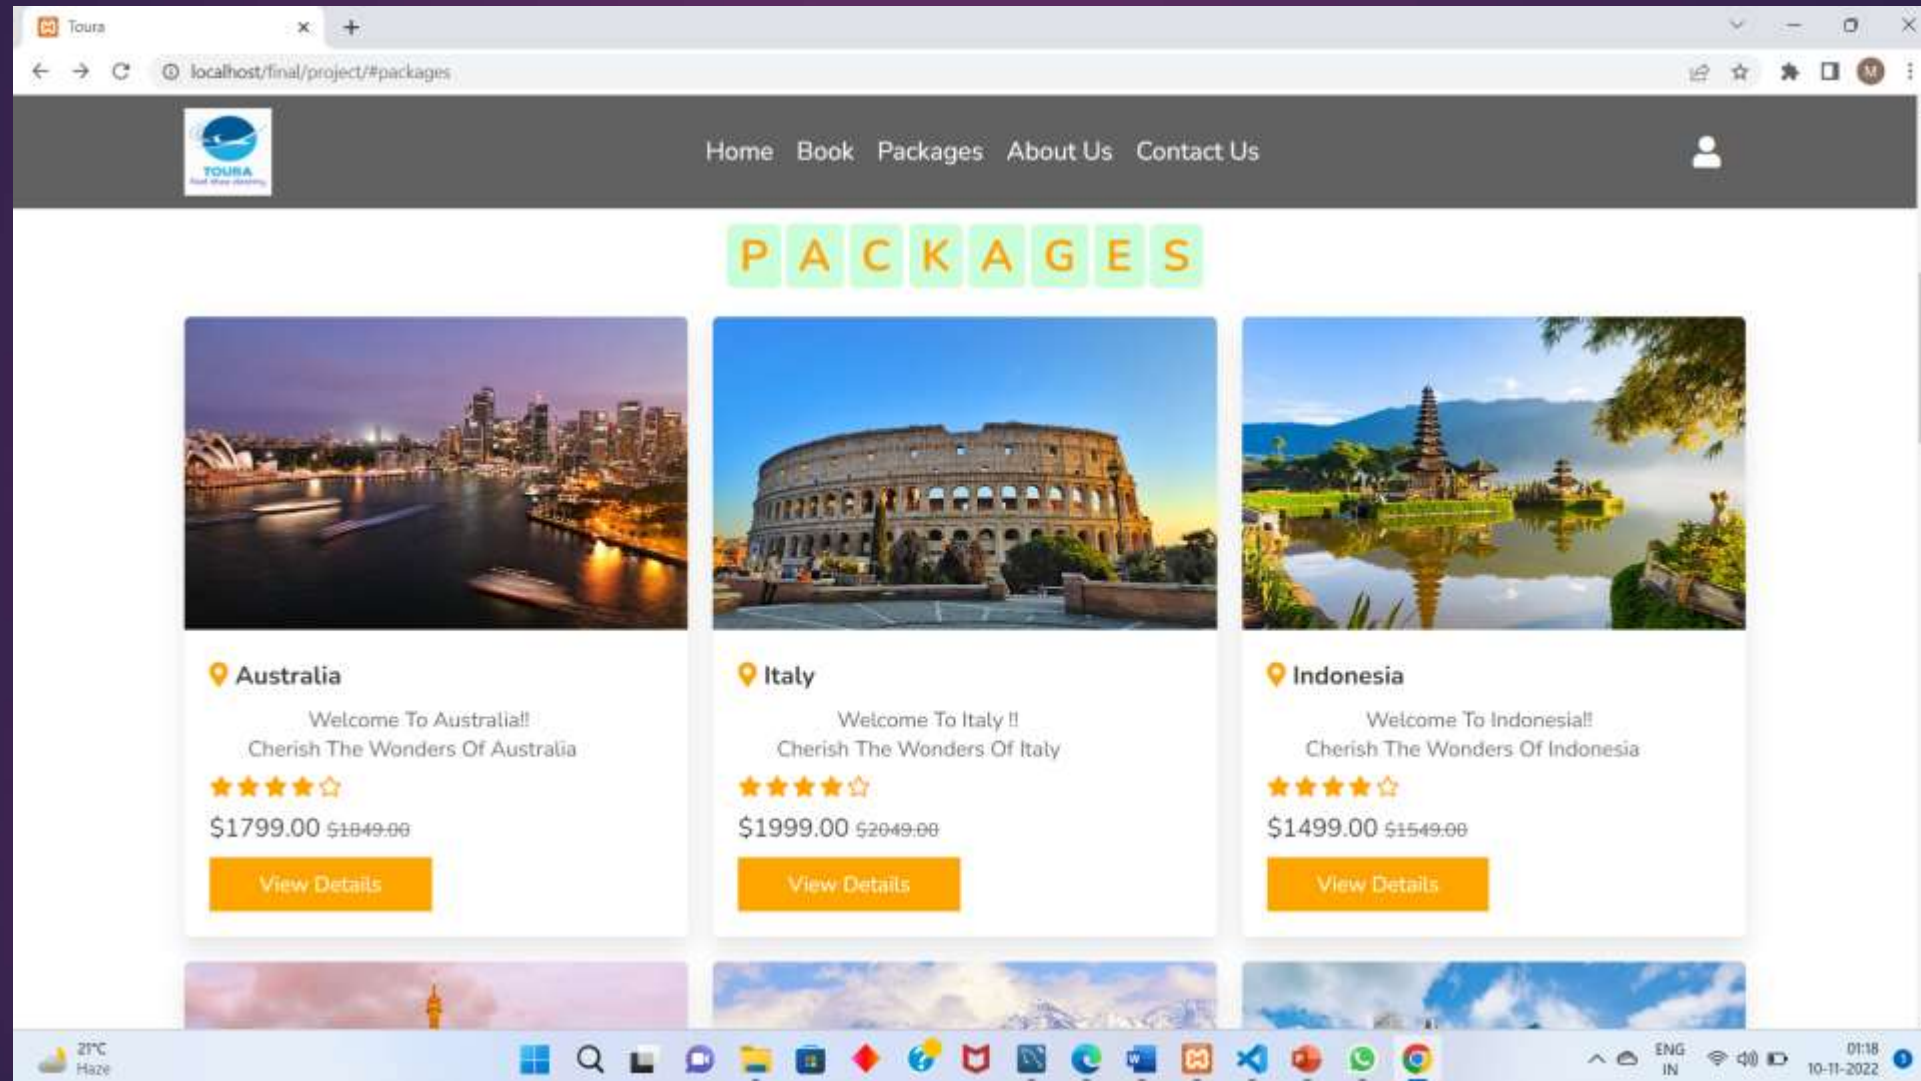 Toura
localhost/final/project/#packages
M
TOURA
Home Book Packages About Us Contact Us
PACKAGES
Australia
Welcome To Australia!!
Cherish The Wonders Of Australia
$1799.00 $1849.00
View Details
Italy
Welcome To Italy !!
Cherish The Wonders Of Italy
$1999.00 $2049.00
View Details
Indonesia
Welcome To Indonesia!!
Cherish The Wonders Of Indonesia
$1499.00 $1549.00
View Details
21°C
Haze
ENG
IN
01:18
10-11-2022